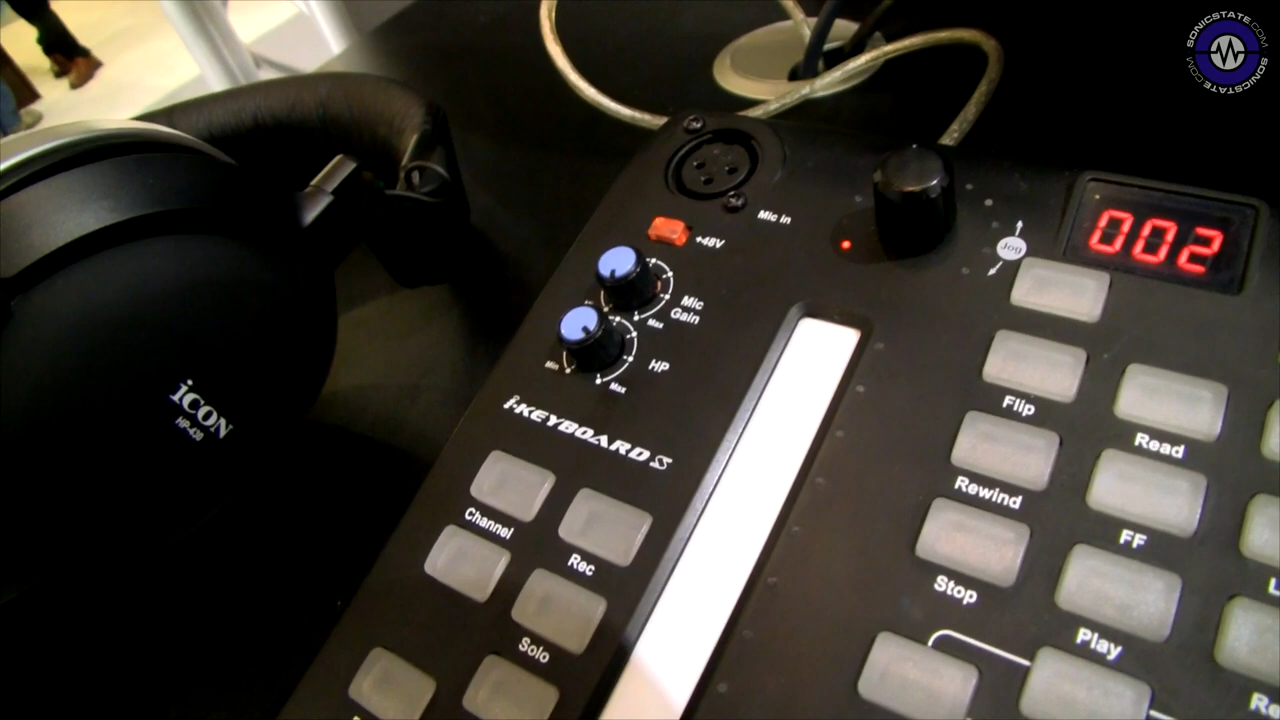 SONICSTATE.COM
SONICSTATE.COM
002
Mic in
+48V
Jog
Mic
Gain
Max
HP
Min
Max
i·KEYBOARD S
iCON
HP-430
Flip
Read
Rewind
FF
Channel
Rec
Stop
Solo
Play